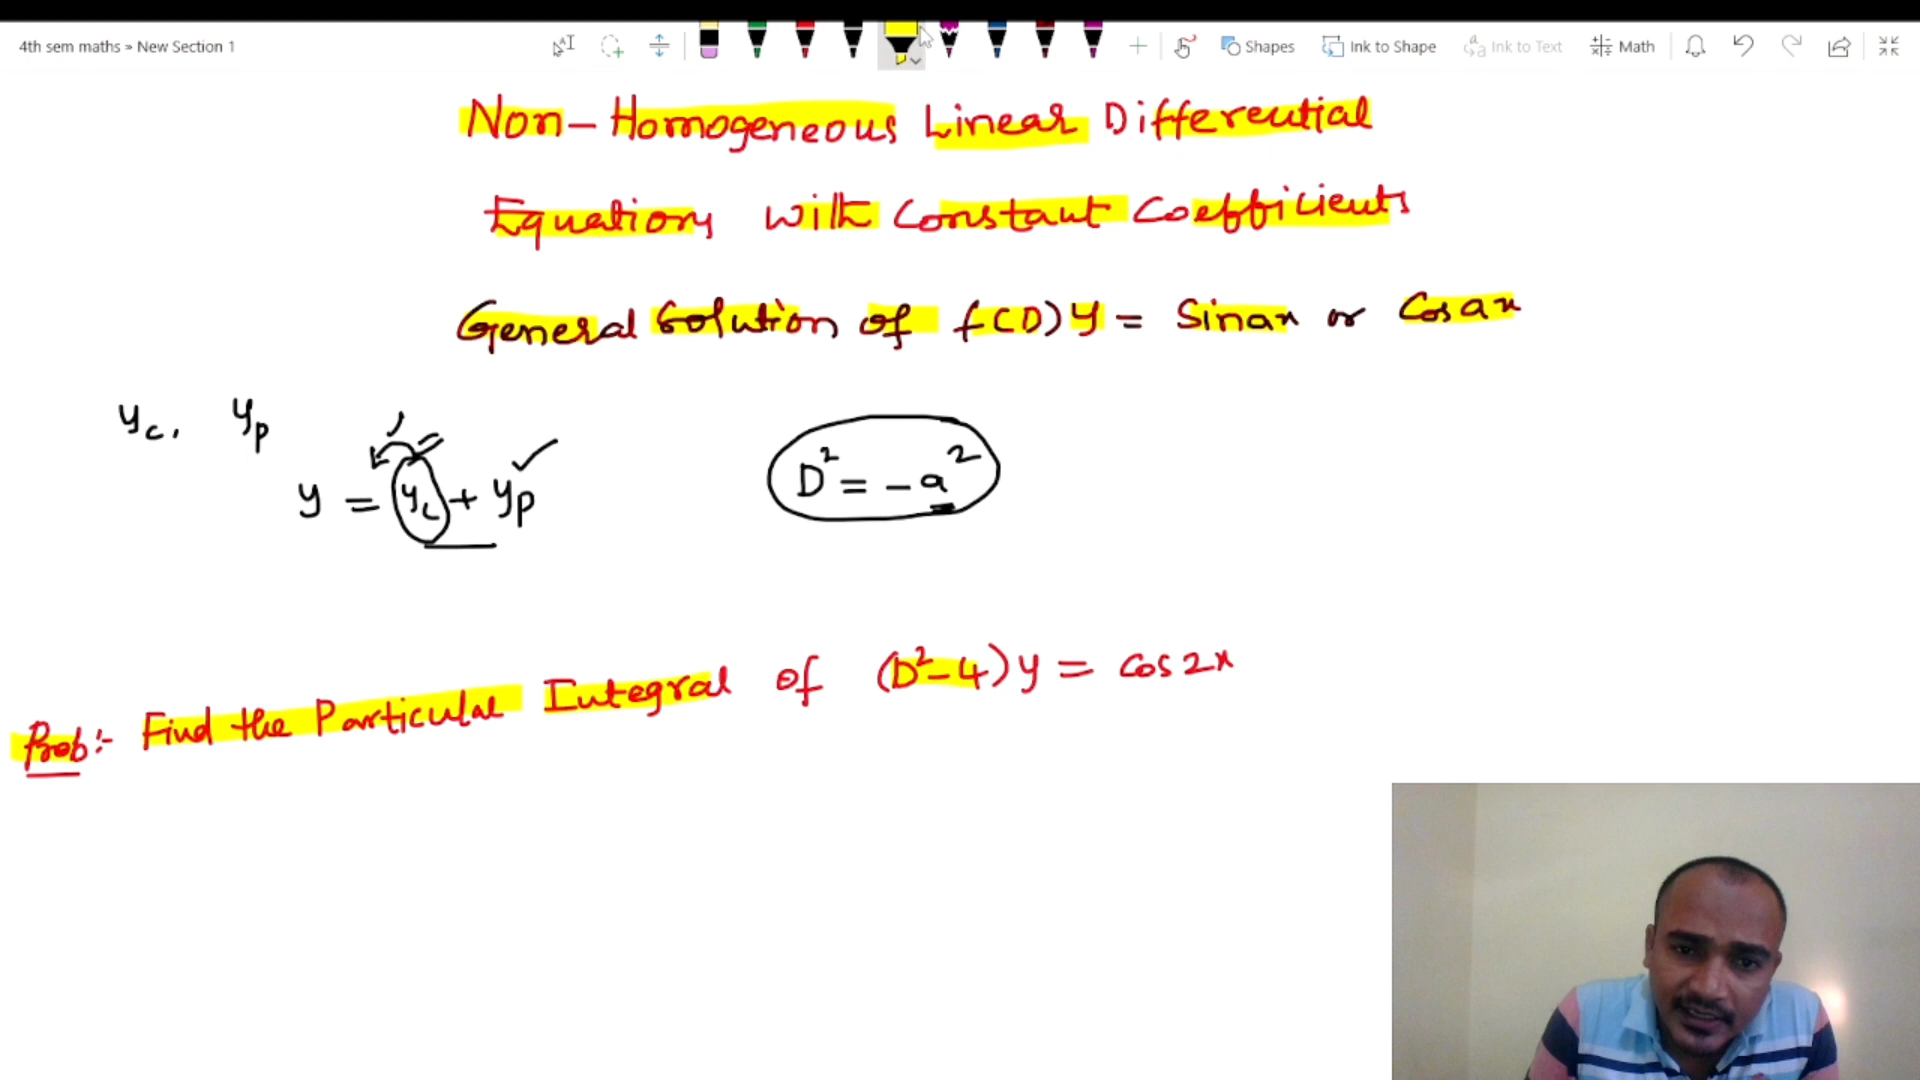 4th sem maths » New Section 1
Shapes
Ink to Shape
Ink to Text
Math
Non-Homogeneous Linear Differential
Equations with Constant Coefficients
General Solution of f(D)y = Sinax or Cosax
yc, yp
y = yc + yp
D² = -a²
Prob:- Find the Particular Integral of (D²-4)y = cos2x